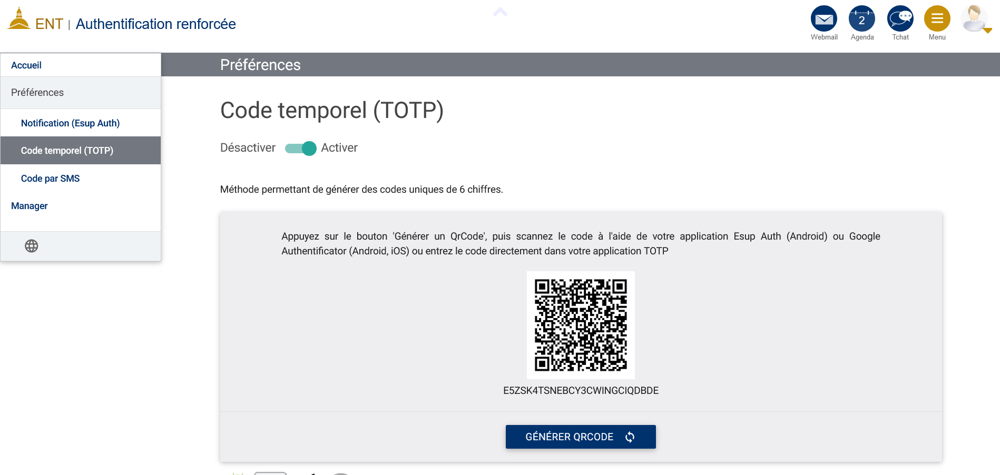 ENT | Authentification renforcée
2
Webmail
Agenda
Tchat
Menu
Accueil
Préférences
Notification (Esup Auth)
Code temporel (TOTP)
Code par SMS
Manager
Préférences
Code temporel (TOTP)
Désactiver Activer
Méthode permettant de générer des codes uniques de 6 chiffres.
Appuyez sur le bouton 'Générer un QrCode', puis scannez le code à l'aide de votre application Esup Auth (Android) ou Google
Authentificator (Android, iOS) ou entrez le code directement dans votre application TOTP
E5ZSK4TSNEBCY3CWINGCIQDBDE
GÉNÉRER QRCODE